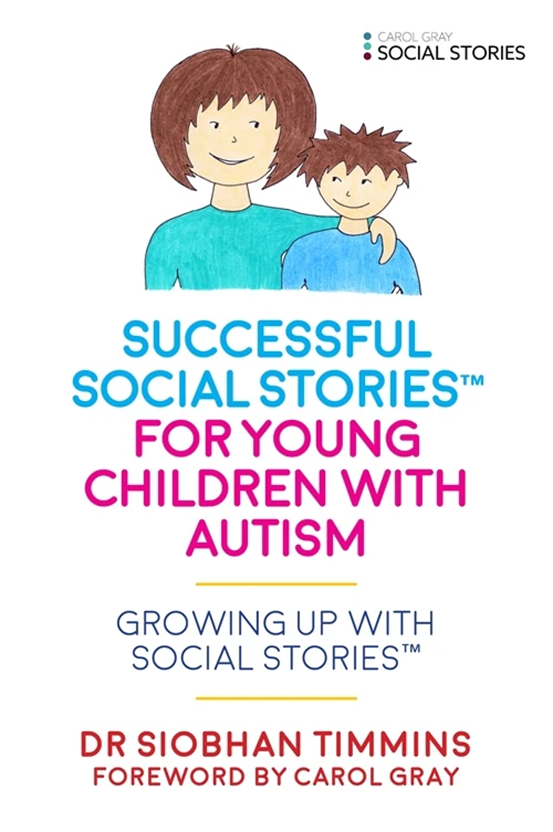 CAROL GRAY
SOCIAL STORIES
SUCCESSFUL
SOCIAL STORIES™
FOR YOUNG
CHILDREN WITH
AUTISM
GROWING UP WITH
SOCIAL STORIES™
DR SIOBHAN TIMMINS
FOREWORD BY CAROL GRAY